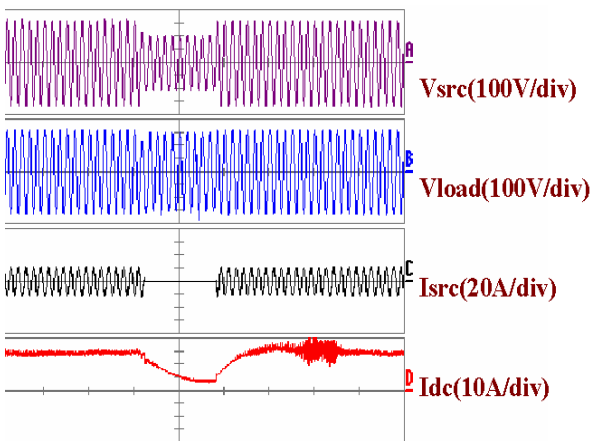 A
Vsrc(100V/div)
B
Vload(100V/div)
C
Isrc(20A/div)
D
Idc(10A/div)